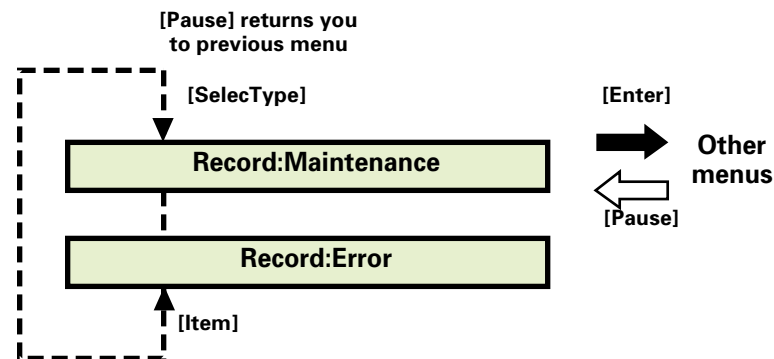 [Pause] returns you
to previous menu
[SelecType]
[Enter]
Record:Maintenance
Other
menus
[Pause]
Record:Error
[Item]